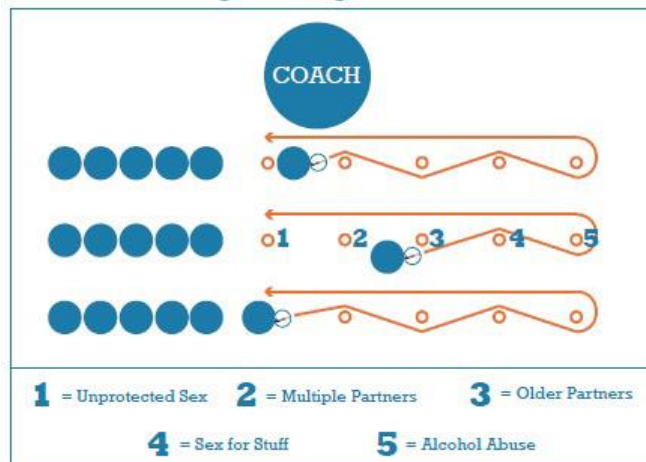 COACH
1 2 3 4 5
1 = Unprotected Sex 2 = Multiple Partners 3 = Older Partners
4 = Sex for Stuff 5 = Alcohol Abuse